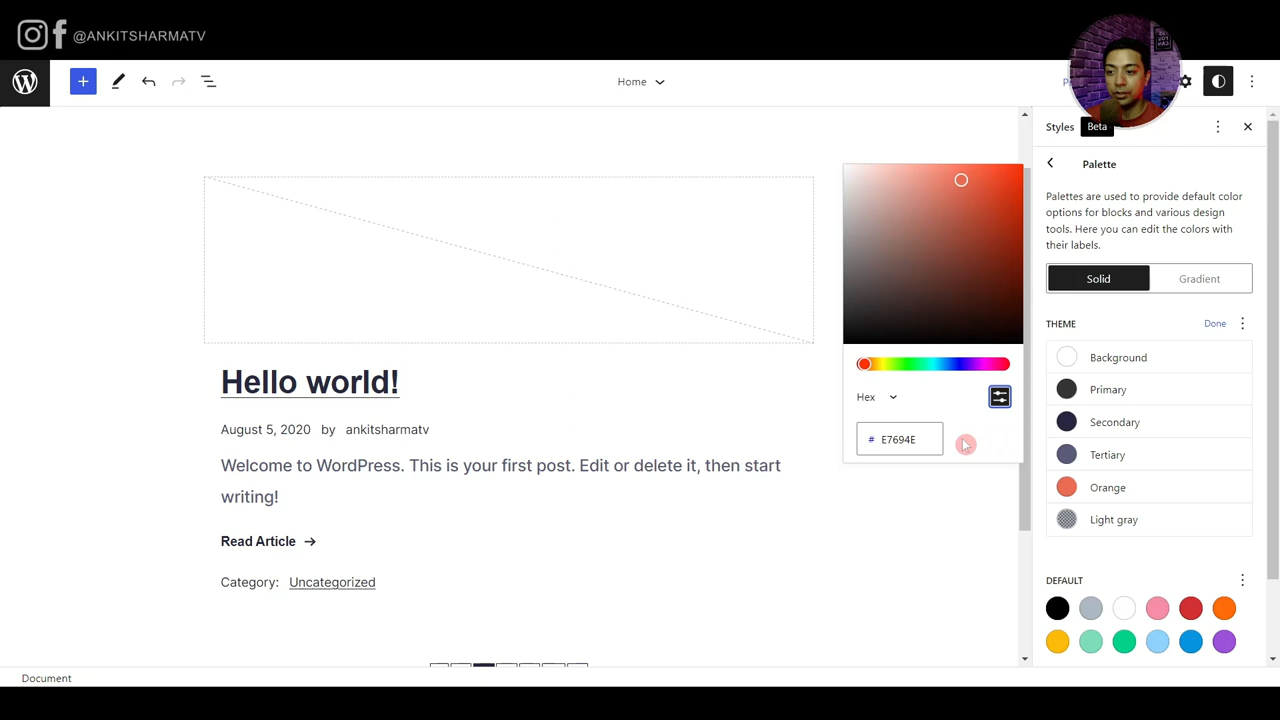 @ANKITSHARMATV
Home
Styles
Beta
Palette
Palettes are used to provide default color
options for blocks and various design
tools. Here you can edit the colors with
their labels.
Solid
Gradient
THEME
Done
Background
Primary
Secondary
Tertiary
Orange
Light gray
DEFAULT
Hex
# E7694E
Hello world!
August 5, 2020 by ankitsharmatv
Welcome to WordPress. This is your first post. Edit or delete it, then start
writing!
Read Article →
Category: Uncategorized
Document